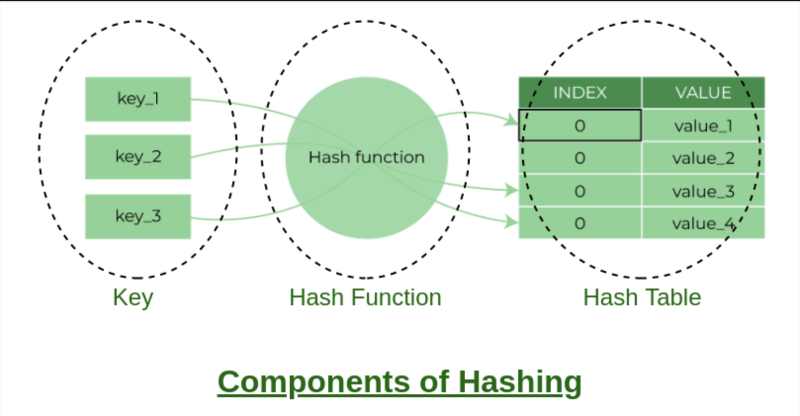 key_1
key_2
key_3
Hash function
INDEX VALUE
0 value_1
0 value_2
0 value_3
0 value_4
Key
Hash Function
Hash Table
Components of Hashing